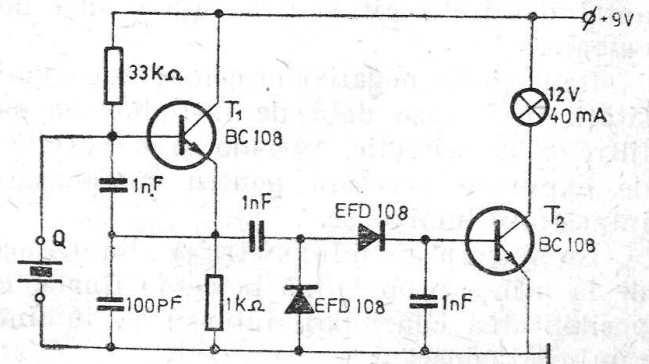 +9V
33kΩ
T1
BC 108
12V
40mA
1nF
1nF
EFD 108
T2
BC 108
Q
100PF
1kΩ
EFD 108
1nF